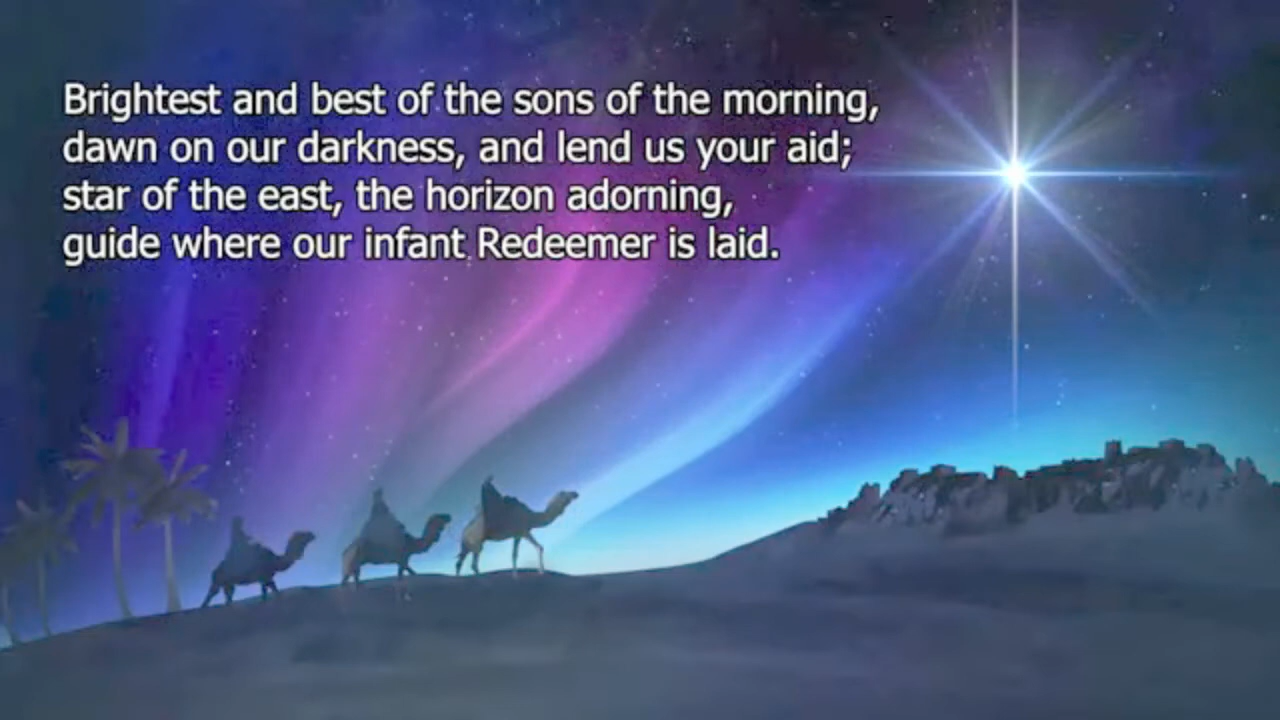 Brightest and best of the sons of the morning,
dawn on our darkness, and lend us your aid;
star of the east, the horizon adorning,
guide where our infant Redeemer is laid.